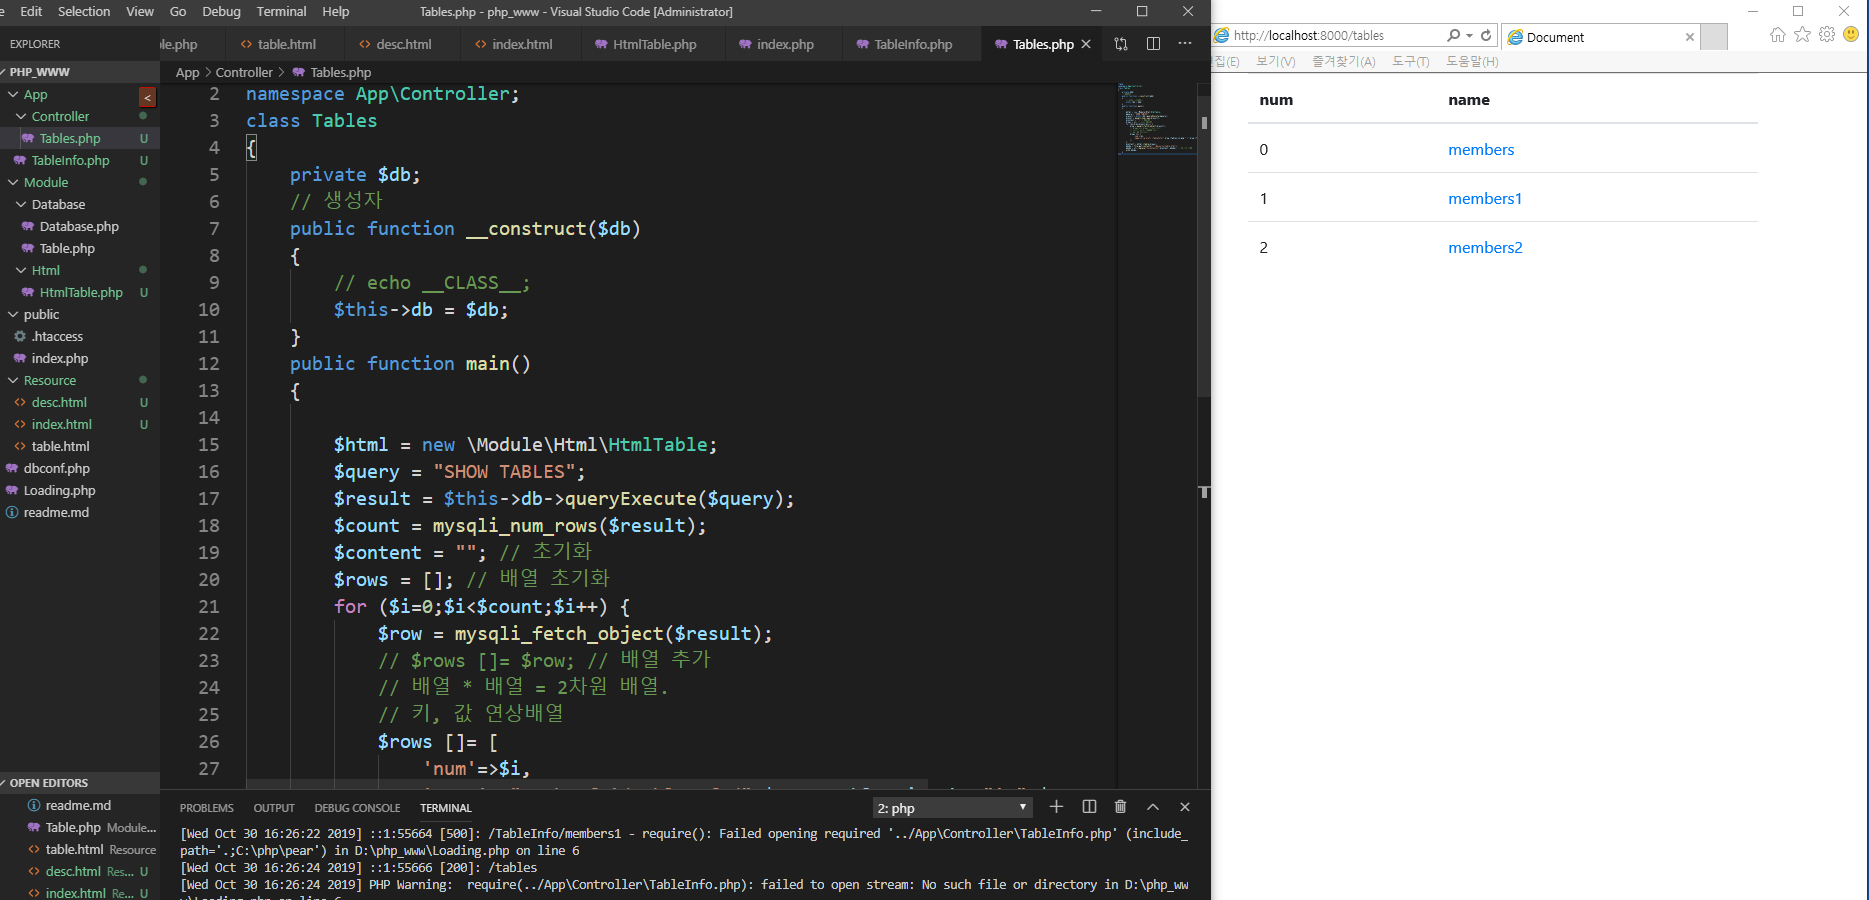 Edit Selection View Go Debug Terminal Help
Tables.php - php_www - Visual Studio Code [Administrator]
EXPLORER
PHP_WWW
App
<
Controller
Tables.php U
TableInfo.php U
Module
Database
Database.php
Table.php
Html
HtmlTable.php U
public
.htaccess
index.php
Resource
desc.html U
index.html U
table.html
dbconf.php
Loading.php
readme.md
OPEN EDITORS
readme.md
Table.php Module...
table.html Resource
desc.html Res... U
index.html Re... U
le.php table.html desc.html index.html HtmlTable.php index.php TableInfo.php Tables.php
App > Controller > Tables.php
2 namespace App\Controller;
3 class Tables
4 {
5 private $db;
6 // 생성자
7 public function __construct($db)
8 {
9 // echo __CLASS__;
10 $this->db = $db;
11 }
12 public function main()
13 {
14
15 $html = new \Module\Html\HtmlTable;
16 $query = "SHOW TABLES";
17 $result = $this->db->queryExecute($query);
18 $count = mysqli_num_rows($result);
19 $content = ""; // 초기화
20 $rows = []; // 배열 초기화
21 for ($i=0;$i<$count;$i++) {
22 $row = mysqli_fetch_object($result);
23 // $rows []= $row; // 배열 추가
24 // 배열 * 배열 = 2차원 배열.
25 // 키, 값 연상배열
26 $rows []= [
27 'num'=>$i,
PROBLEMS OUTPUT DEBUG CONSOLE TERMINAL
2: php
[Wed Oct 30 16:26:22 2019] ::1:55664 [500]: /TableInfo/members1 - require(): Failed opening required '../App\Controller\TableInfo.php' (include_
path='.;C:\php\pear') in D:\php_www\Loading.php on line 6
[Wed Oct 30 16:26:24 2019] ::1:55666 [200]: /tables
[Wed Oct 30 16:26:24 2019] PHP Warning:  require(../App\Controller\TableInfo.php): failed to open stream: No such file or directory in D:\php_ww
http://localhost:8000/tables
Document
집(E) 보기(V) 즐겨찾기(A) 도구(T) 도움말(H)
num name
0 members
1 members1
2 members2